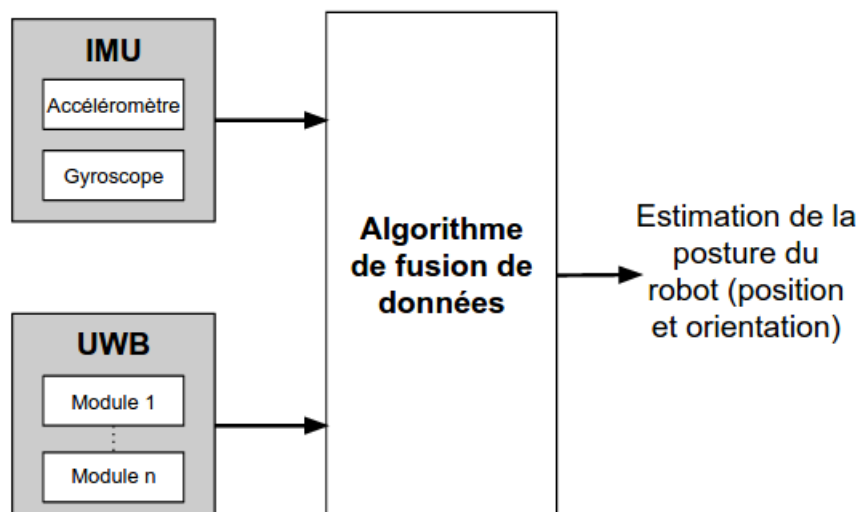 IMU
Accéléromètre
Gyroscope
UWB
Module 1
Module n
Algorithme
de fusion de
données
Estimation de la
posture du
robot (position
et orientation)